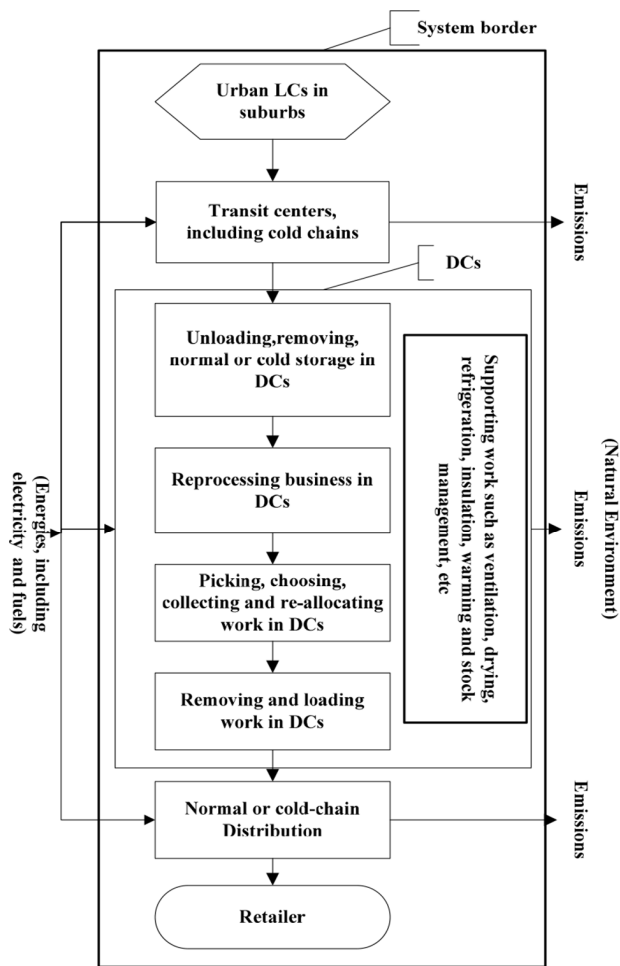 System border
Urban LCs in
suburbs
Transit centers,
including cold chains
Emissions
DCs
Unloading,removing,
normal or cold storage in
DCs
Reprocessing business in
DCs
Picking, choosing,
collecting and re-allocating
work in DCs
Removing and loading
work in DCs
Supporting work such as ventilation, drying,
refrigeration, insulation, warming and stock
management, etc
Emissions
(Natural Environment)
(Energies, including
electricity and fuels)
Normal or cold-chain
Distribution
Emissions
Retailer